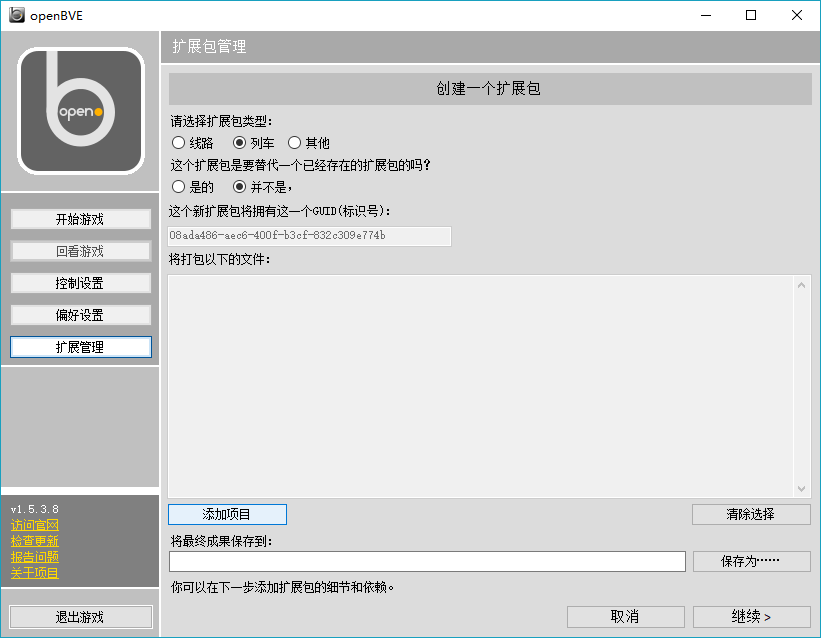 openBVE
open
扩展包管理
创建一个扩展包
请选择扩展包类型:
线路 列车 其他
这个扩展包是要替代一个已经存在的扩展包的吗?
是的 并不是,
这个新扩展包将拥有这一个GUID(标识号):
08ada486-aec6-400f-b3cf-832c309e774b
将打包以下的文件:
添加项目 清除选择
将最终成果保存到:
保存为……
你可以在下一步添加扩展包的细节和依赖。
取消 继续 >
开始游戏
回看游戏
控制设置
偏好设置
扩展管理
v1.5.3.8
访问官网
检查更新
报告问题
关于项目
退出游戏